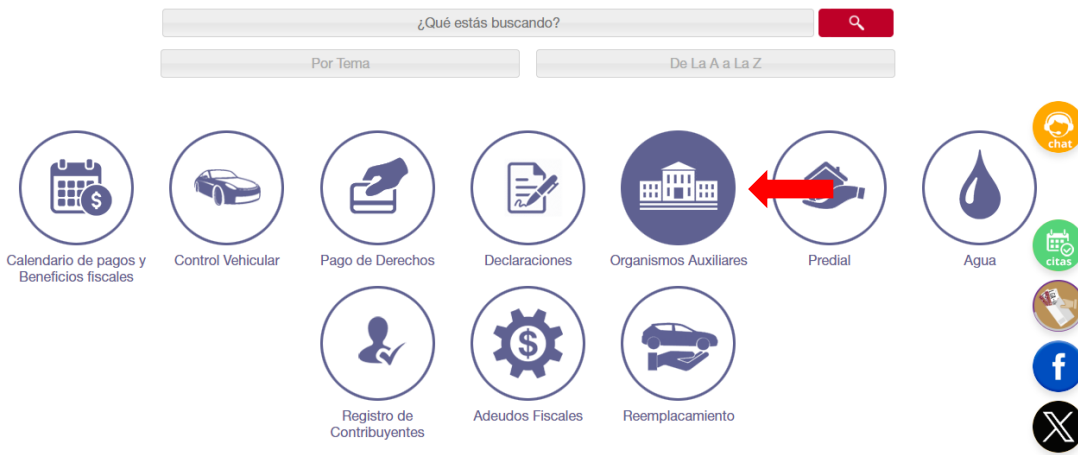 ¿Qué estás buscando?
Por Tema
De La A a La Z
chat
Calendario de pagos y
Beneficios fiscales
$
Control Vehicular
Pago de Derechos
Declaraciones
Organismos Auxiliares
Predial
Agua
citas
Registro de
Contribuyentes
$
Adeudos Fiscales
Reemplacamiento
f
X